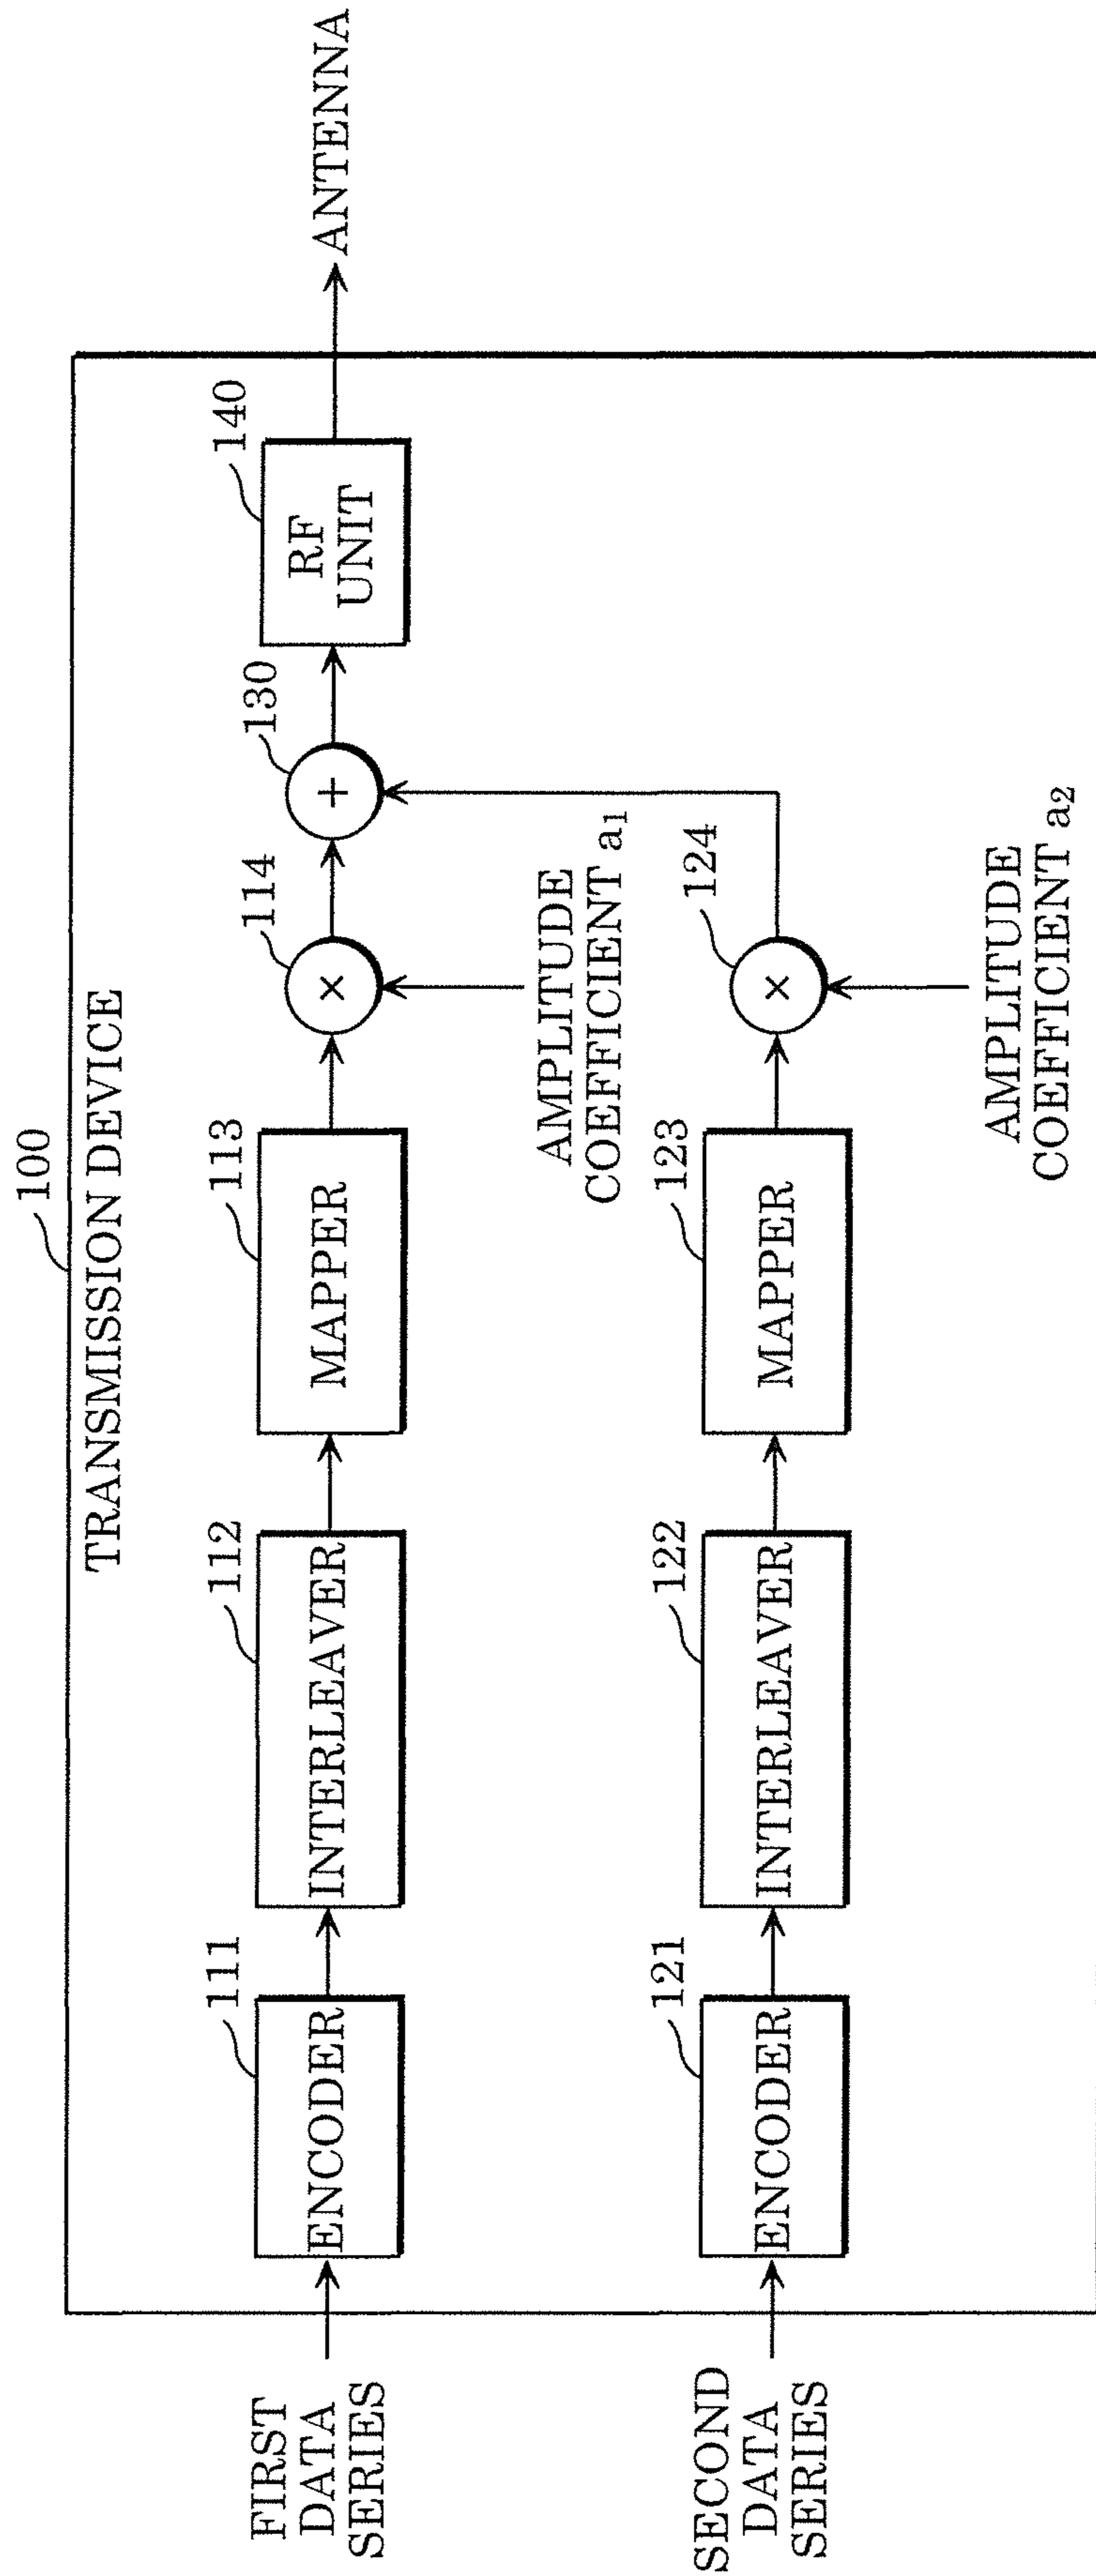 100
TRANSMISSION DEVICE
FIRST
DATA
SERIES
111
ENCODER
112
INTERLEAVER
113
MAPPER
114
×
AMPLITUDE
COEFFICIENT a1
130
+
140
RF
UNIT
ANTENNA
SECOND
DATA
SERIES
121
ENCODER
122
INTERLEAVER
123
MAPPER
124
×
AMPLITUDE
COEFFICIENT a2